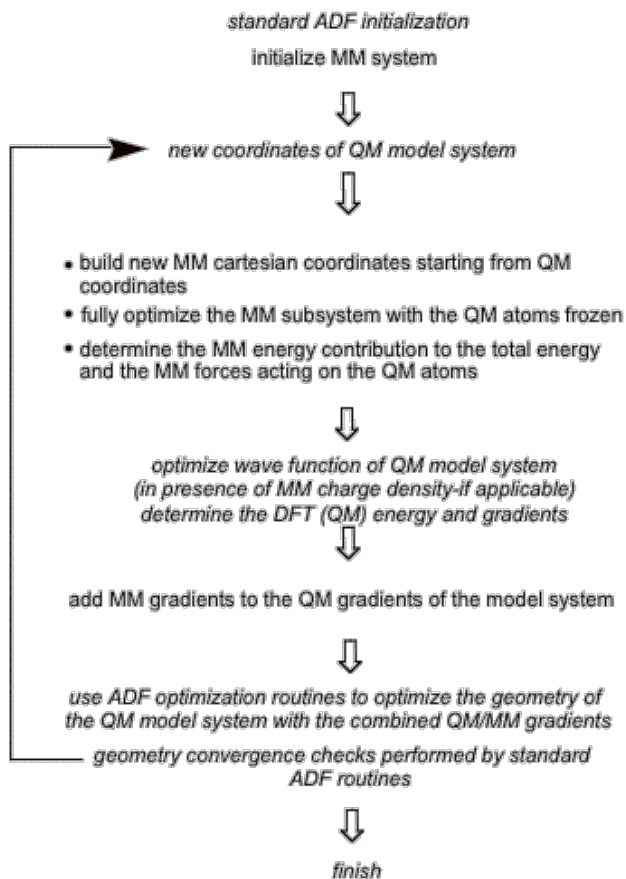 standard ADF initialization
initialize MM system
new coordinates of QM model system
• build new MM cartesian coordinates starting from QM
coordinates
• fully optimize the MM subsystem with the QM atoms frozen
• determine the MM energy contribution to the total energy
and the MM forces acting on the QM atoms
optimize wave function of QM model system
(in presence of MM charge density-if applicable)
determine the DFT (QM) energy and gradients
add MM gradients to the QM gradients of the model system
use ADF optimization routines to optimize the geometry of
the QM model system with the combined QM/MM gradients
geometry convergence checks performed by standard
ADF routines
finish